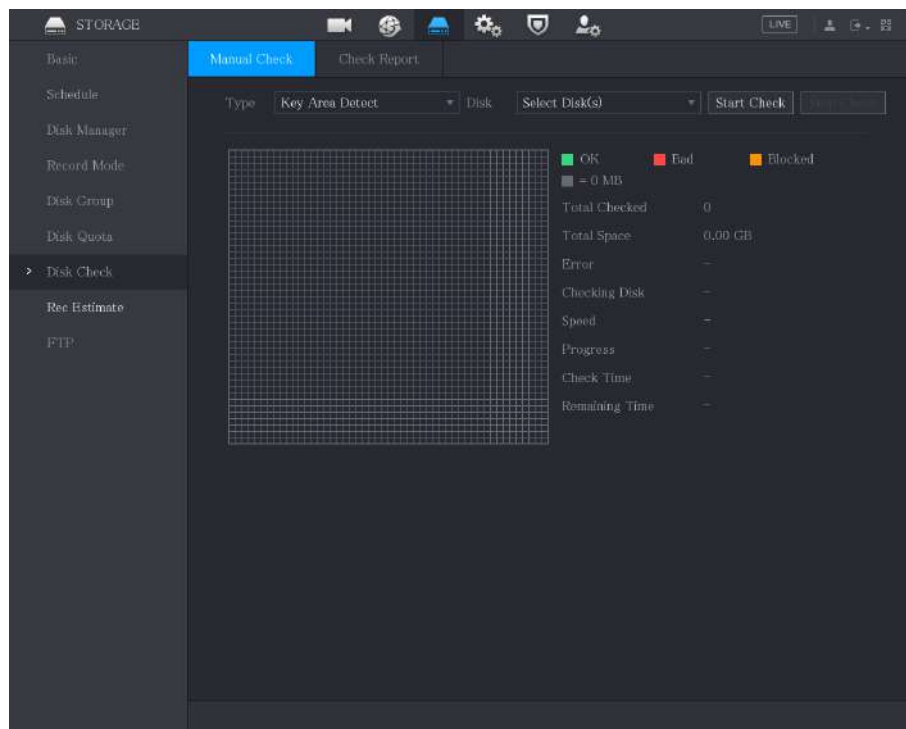 STORAGE
LIVE
Basic
Schedule
Disk Manager
Record Mode
Disk Group
Disk Quota
> Disk Check
Rec Estimate
FTP
Manual Check
Check Report
Type Key Area Detect Disk Select Disk(s) Start Check
OK Bad Blocked
= 0 MB
Total Checked 0
Total Space 0.00 GB
Error –
Checking Disk –
Speed –
Progress –
Check Time –
Remaining Time –